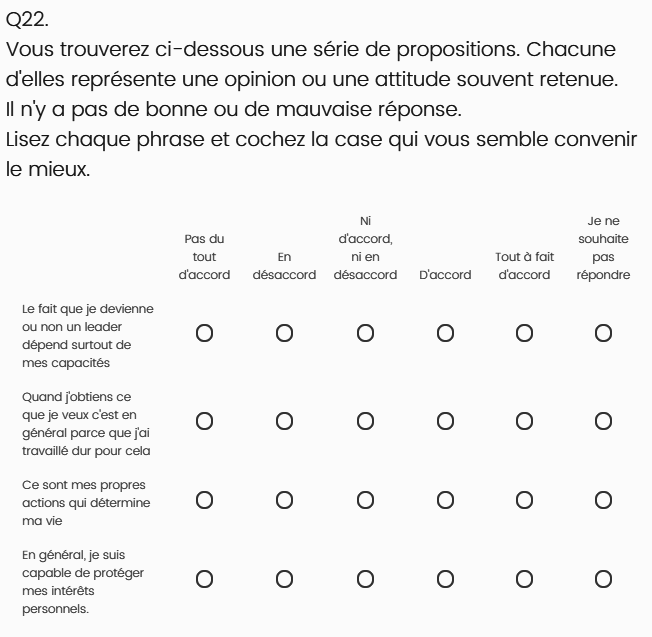 Q22.
Vous trouverez ci-dessous une série de propositions. Chacune
d'elles représente une opinion ou une attitude souvent retenue.
Il n'y a pas de bonne ou de mauvaise réponse.
Lisez chaque phrase et cochez la case qui vous semble convenir
le mieux.
Pas du
tout
d'accord
En
désaccord
Ni
d'accord,
ni en
désaccord
D'accord
Tout à fait
d'accord
Je ne
souhaite
pas
répondre
Le fait que je devienne
ou non un leader
dépend surtout de
mes capacités
Quand j'obtiens ce
que je veux c'est en
général parce que j'ai
travaillé dur pour cela
Ce sont mes propres
actions qui détermine
ma vie
En général, je suis
capable de protéger
mes intérêts
personnels.